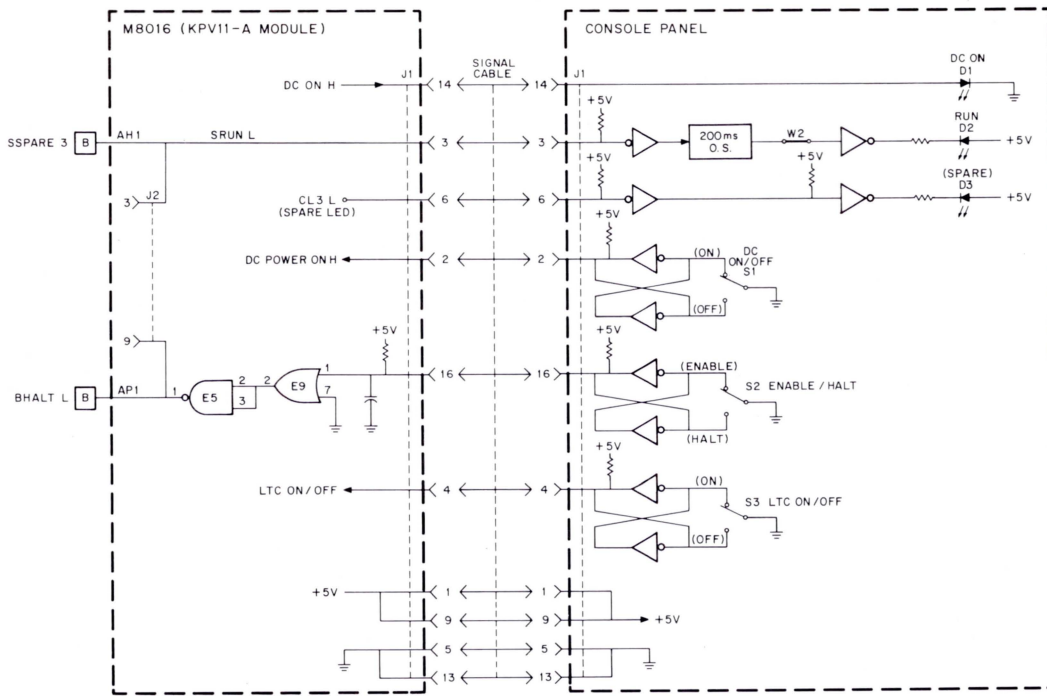 M8016 (KPV11-A MODULE)
CONSOLE PANEL
SIGNAL
CABLE
J1
J1
DC ON
D1
DC ON H
14
14
+5V
SSPARE 3
B
AH1
SRUN L
3
3
200ms
O.S.
W2
RUN
D2
+5V
+5V
+5V
3
J2
CL3 L
(SPARE LED)
6
6
(SPARE)
D3
+5V
+5V
DC POWER ON H
2
2
(ON)
DC
ON/OFF
S1
(OFF)
9
+5V
+5V
BHALT L
B
AP1
1
E5
2
3
2
E9
1
7
16
16
(ENABLE)
S2 ENABLE / HALT
(HALT)
+5V
LTC ON/OFF
4
4
(ON)
S3 LTC ON/OFF
(OFF)
+5V
1
1
9
9
+5V
5
5
13
13